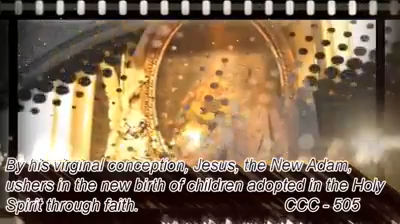 By his virginal conception, Jesus, the New Adam,
ushers in the new birth of children adopted in the Holy
Spirit through faith. CCC - 505